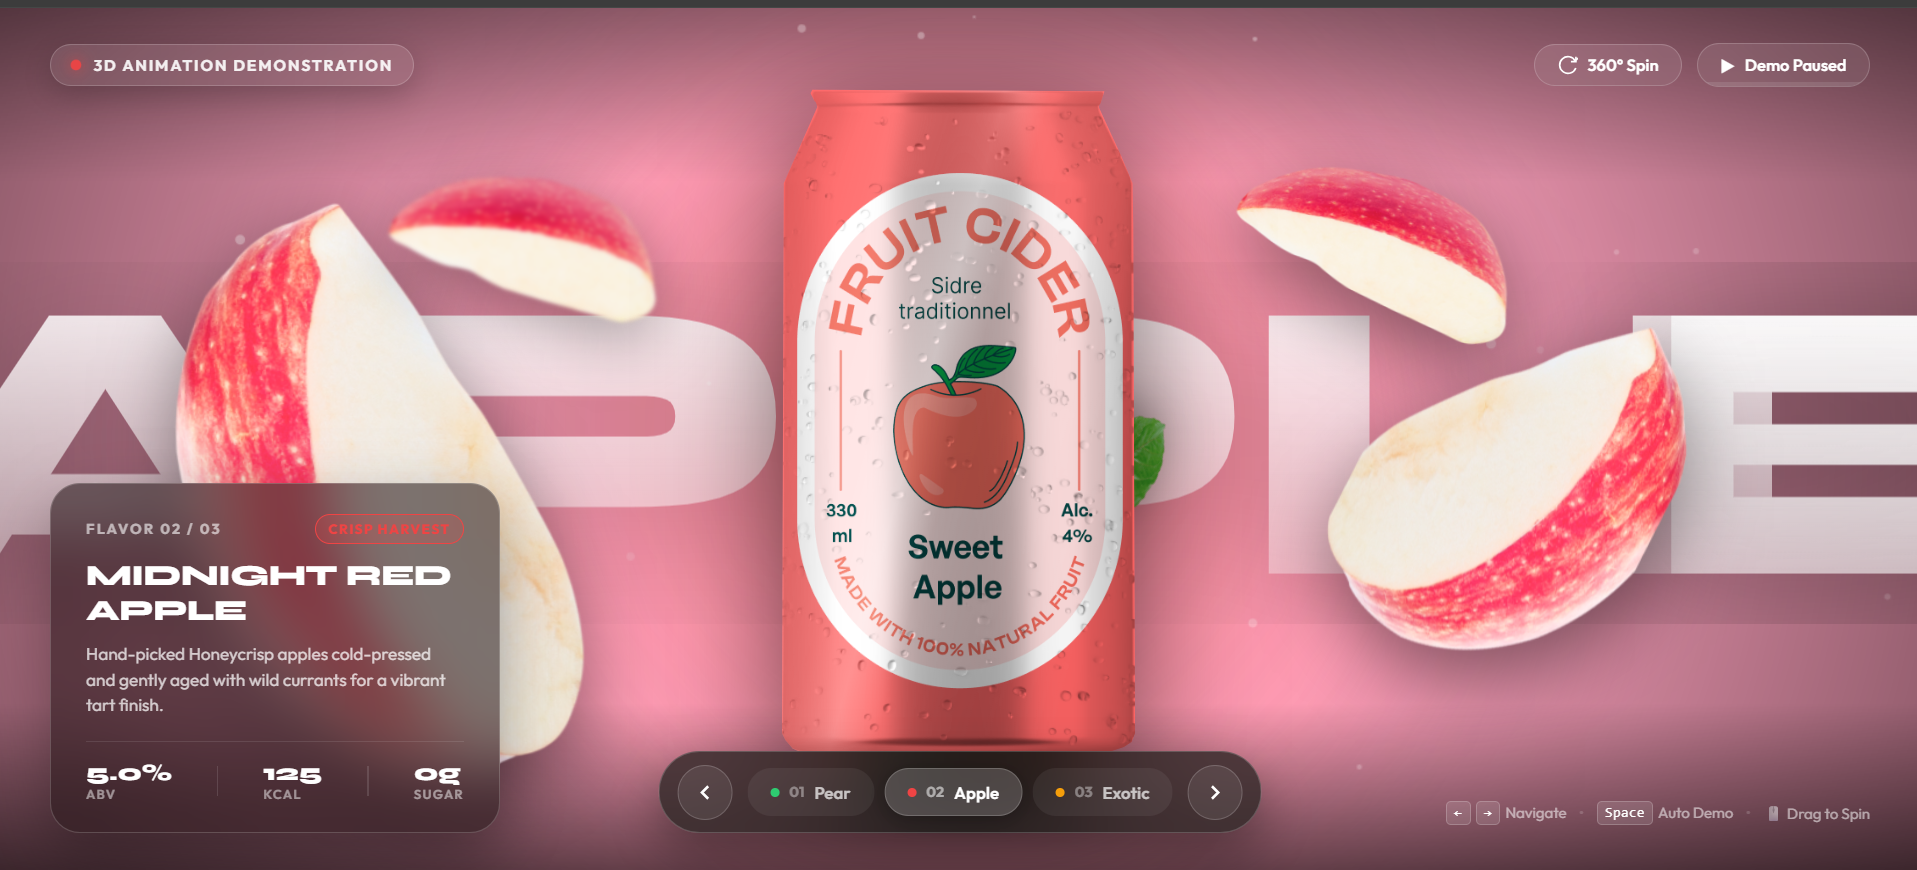 3D ANIMATION DEMONSTRATION
360° Spin
Demo Paused
APPLE
FRUIT CIDER
Sidre
traditionnel
330
ml
Alc.
4%
Sweet
Apple
MADE WITH 100% NATURAL FRUIT
FLAVOR 02 / 03
CRISP HARVEST
MIDNIGHT RED
APPLE
Hand-picked Honeycrisp apples cold-pressed
and gently aged with wild currants for a vibrant
tart finish.
5.0%
ABV
125
KCAL
0g
SUGAR
01 Pear
02 Apple
03 Exotic
← → Navigate · Space Auto Demo · Drag to Spin